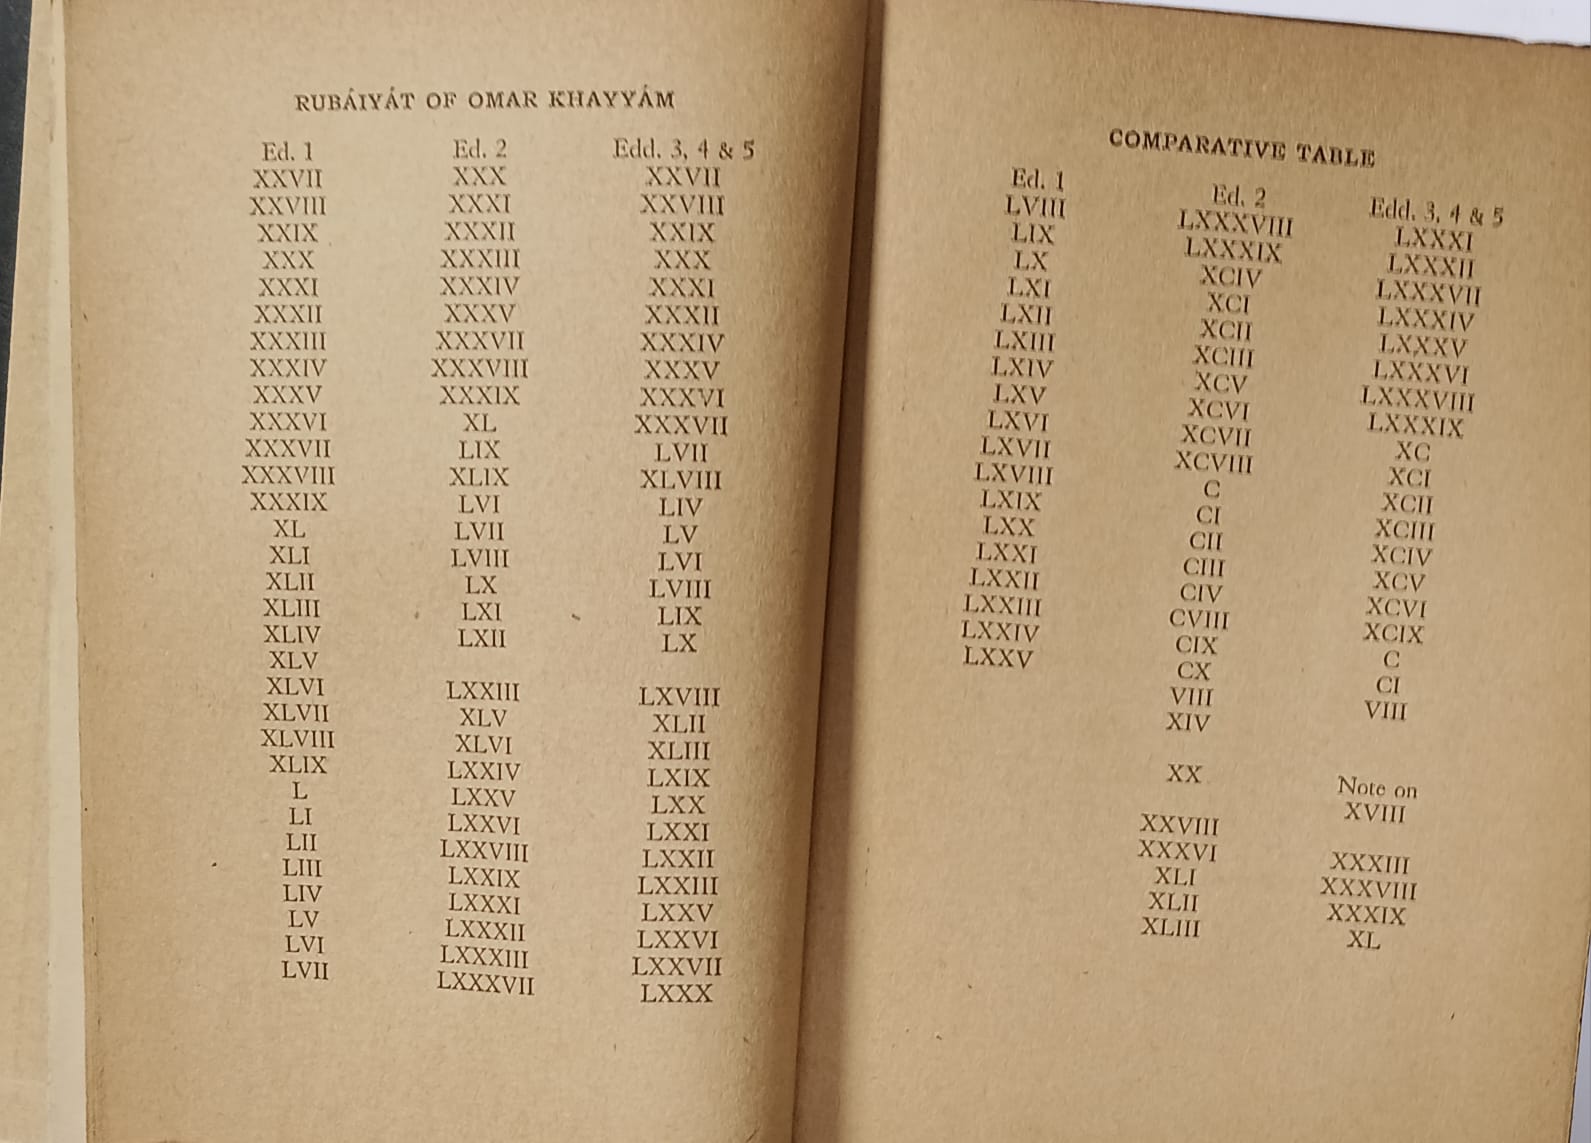 RUBÁIYÁT OF OMAR KHAYYÁM
Ed. 1 Ed. 2 Edd. 3, 4 & 5
XXVII XXX XXVII
XXVIII XXXI XXVIII
XXIX XXXII XXIX
XXX XXXIII XXX
XXXI XXXIV XXXI
XXXII XXXV XXXII
XXXIII XXXVII XXXIV
XXXIV XXXVIII XXXV
XXXV XXXIX XXXVI
XXXVI XL XXXVII
XXXVII LIX LVII
XXXVIII XLIX XLVIII
XXXIX LVI LIV
XL LVII LV
XLI LVIII LVI
XLII LX LVIII
XLIII LXI LIX
XLIV LXII LX
XLV
XLVI LXXIII LXVIII
XLVII XLV XLII
XLVIII XLVI XLIII
XLIX LXXIV LXIX
L LXXV LXX
LI LXXVI LXXI
LII LXXVIII LXXII
LIII LXXIX LXXIII
LIV LXXXI LXXV
LV LXXXII LXXVI
LVI LXXXIII LXXVII
LVII LXXXVII LXXX
COMPARATIVE TABLE
Ed. 1 Ed. 2 Edd. 3, 4 & 5
LVIII LXXXVIII LXXXI
LIX LXXXIX LXXXII
LX XCIV LXXXVII
LXI XCI LXXXIV
LXII XCII LXXXV
LXIII XCIII LXXXVI
LXIV XCV LXXXVIII
LXV XCVI LXXXIX
LXVI XCVII XC
LXVII XCVIII XCI
LXVIII C XCII
LXIX CI XCIII
LXX CII XCIV
LXXI CIII XCV
LXXII CIV XCVI
LXXIII CVIII XCIX
LXXIV CIX C
LXXV CX CI
VIII VIII
XIV
XX Note on
XVIII
XXVIII
XXXVI XXXIII
XLI XXXVIII
XLII XXXIX
XLIII XL